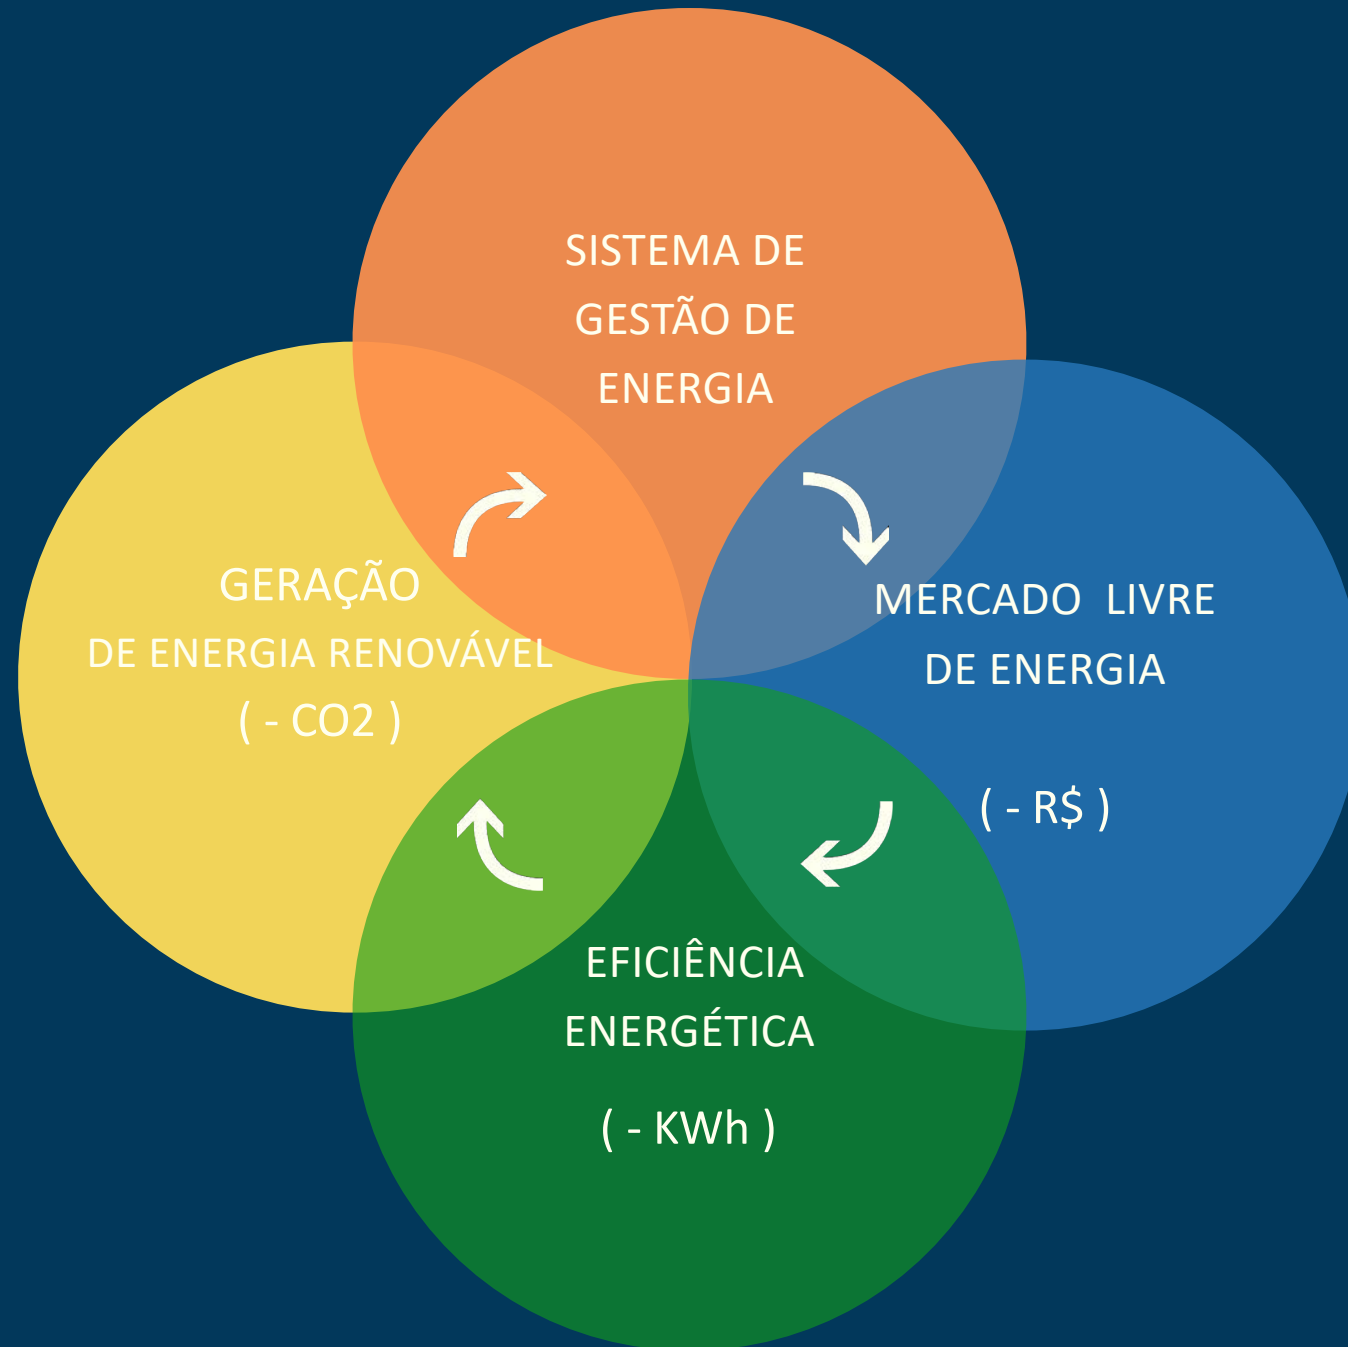 SISTEMA DE
GESTÃO DE
ENERGIA
GERAÇÃO
DE ENERGIA RENOVÁVEL
( - CO2 )
MERCADO LIVRE
DE ENERGIA
( - R$ )
EFICIÊNCIA
ENERGÉTICA
( - KWh )